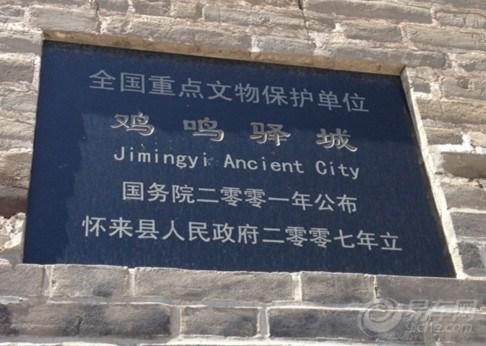 全国重点文物保护单位
鸡鸣驿城
Jimingyi Ancient City
国务院二零零一年公布
怀来县人民政府二零零七年立